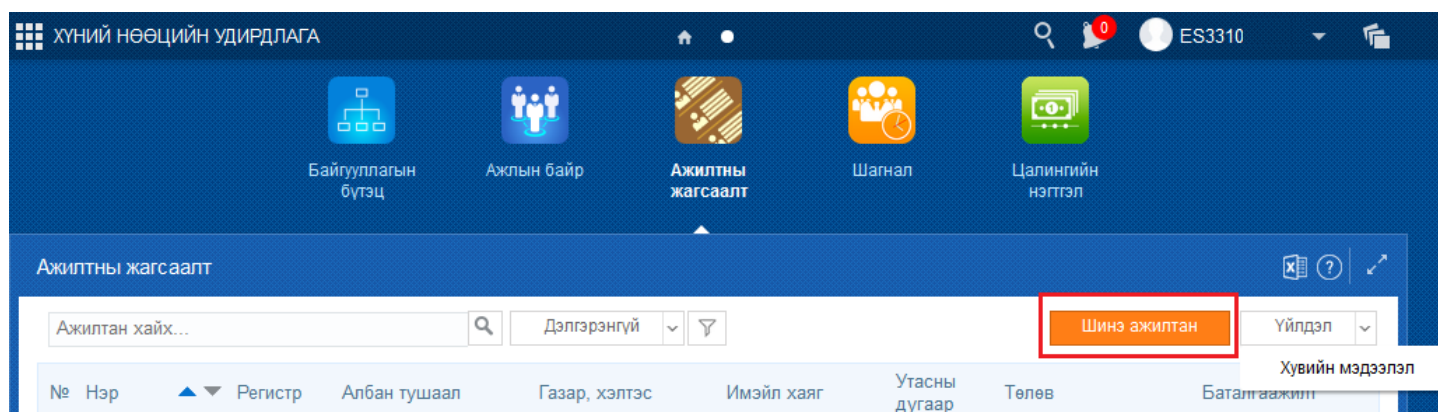 ХҮНИЙ НӨӨЦИЙН УДИРДЛАГА
0
ES3310
Байгууллагын
бүтэц
Ажлын байр
Ажилтны
жагсаалт
Шагнал
Цалингийн
нэгтгэл
Ажилтны жагсаалт
Ажилтан хайх...
Дэлгэрэнгүй
Шинэ ажилтан
Үйлдэл
Хувийн мэдээлэл
№ Нэр Регистр Албан тушаал Газар, хэлтэс Имэйл хаяг Утасны дугаар Төлөв Баталгаажилт